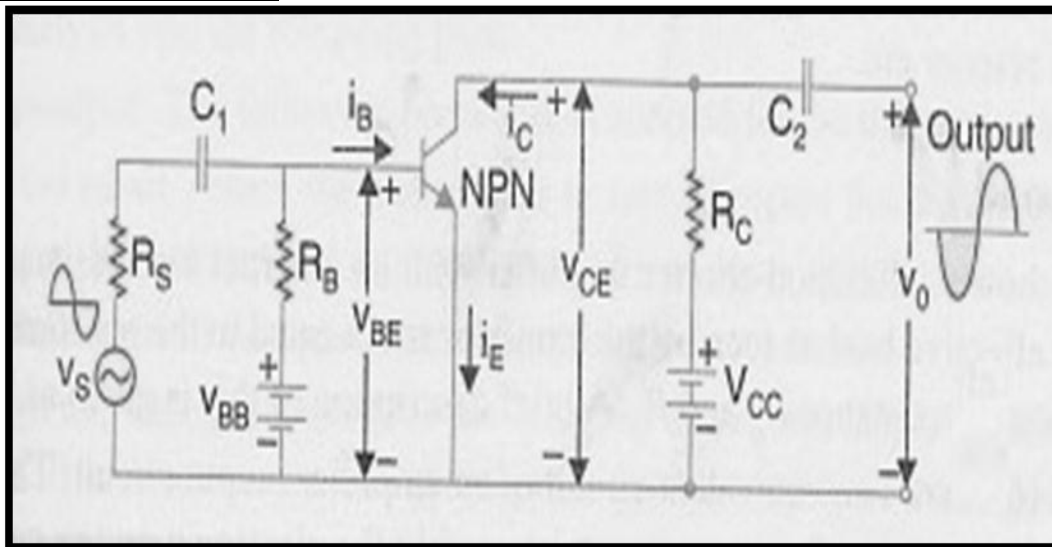 C1
iB
iC
+
C2
+
Output
+
NPN
RS
RB
vBE
vCE
RC
vO
iE
vS
+
VBB
−
+
VCC
−
−
−
−